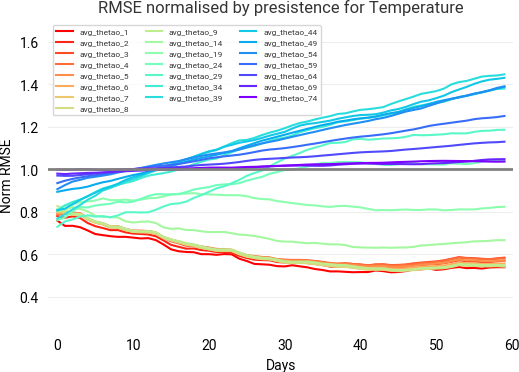 RMSE normalised by presistence for Temperature
avg_thetao_1 avg_thetao_9 avg_thetao_44
avg_thetao_2 avg_thetao_14 avg_thetao_49
avg_thetao_3 avg_thetao_19 avg_thetao_54
avg_thetao_4 avg_thetao_24 avg_thetao_59
avg_thetao_5 avg_thetao_29 avg_thetao_64
avg_thetao_6 avg_thetao_34 avg_thetao_69
avg_thetao_7 avg_thetao_39 avg_thetao_74
avg_thetao_8
1.6
1.4
1.2
1.0
0.8
0.6
0.4
Norm RMSE
0 10 20 30 40 50 60
Days